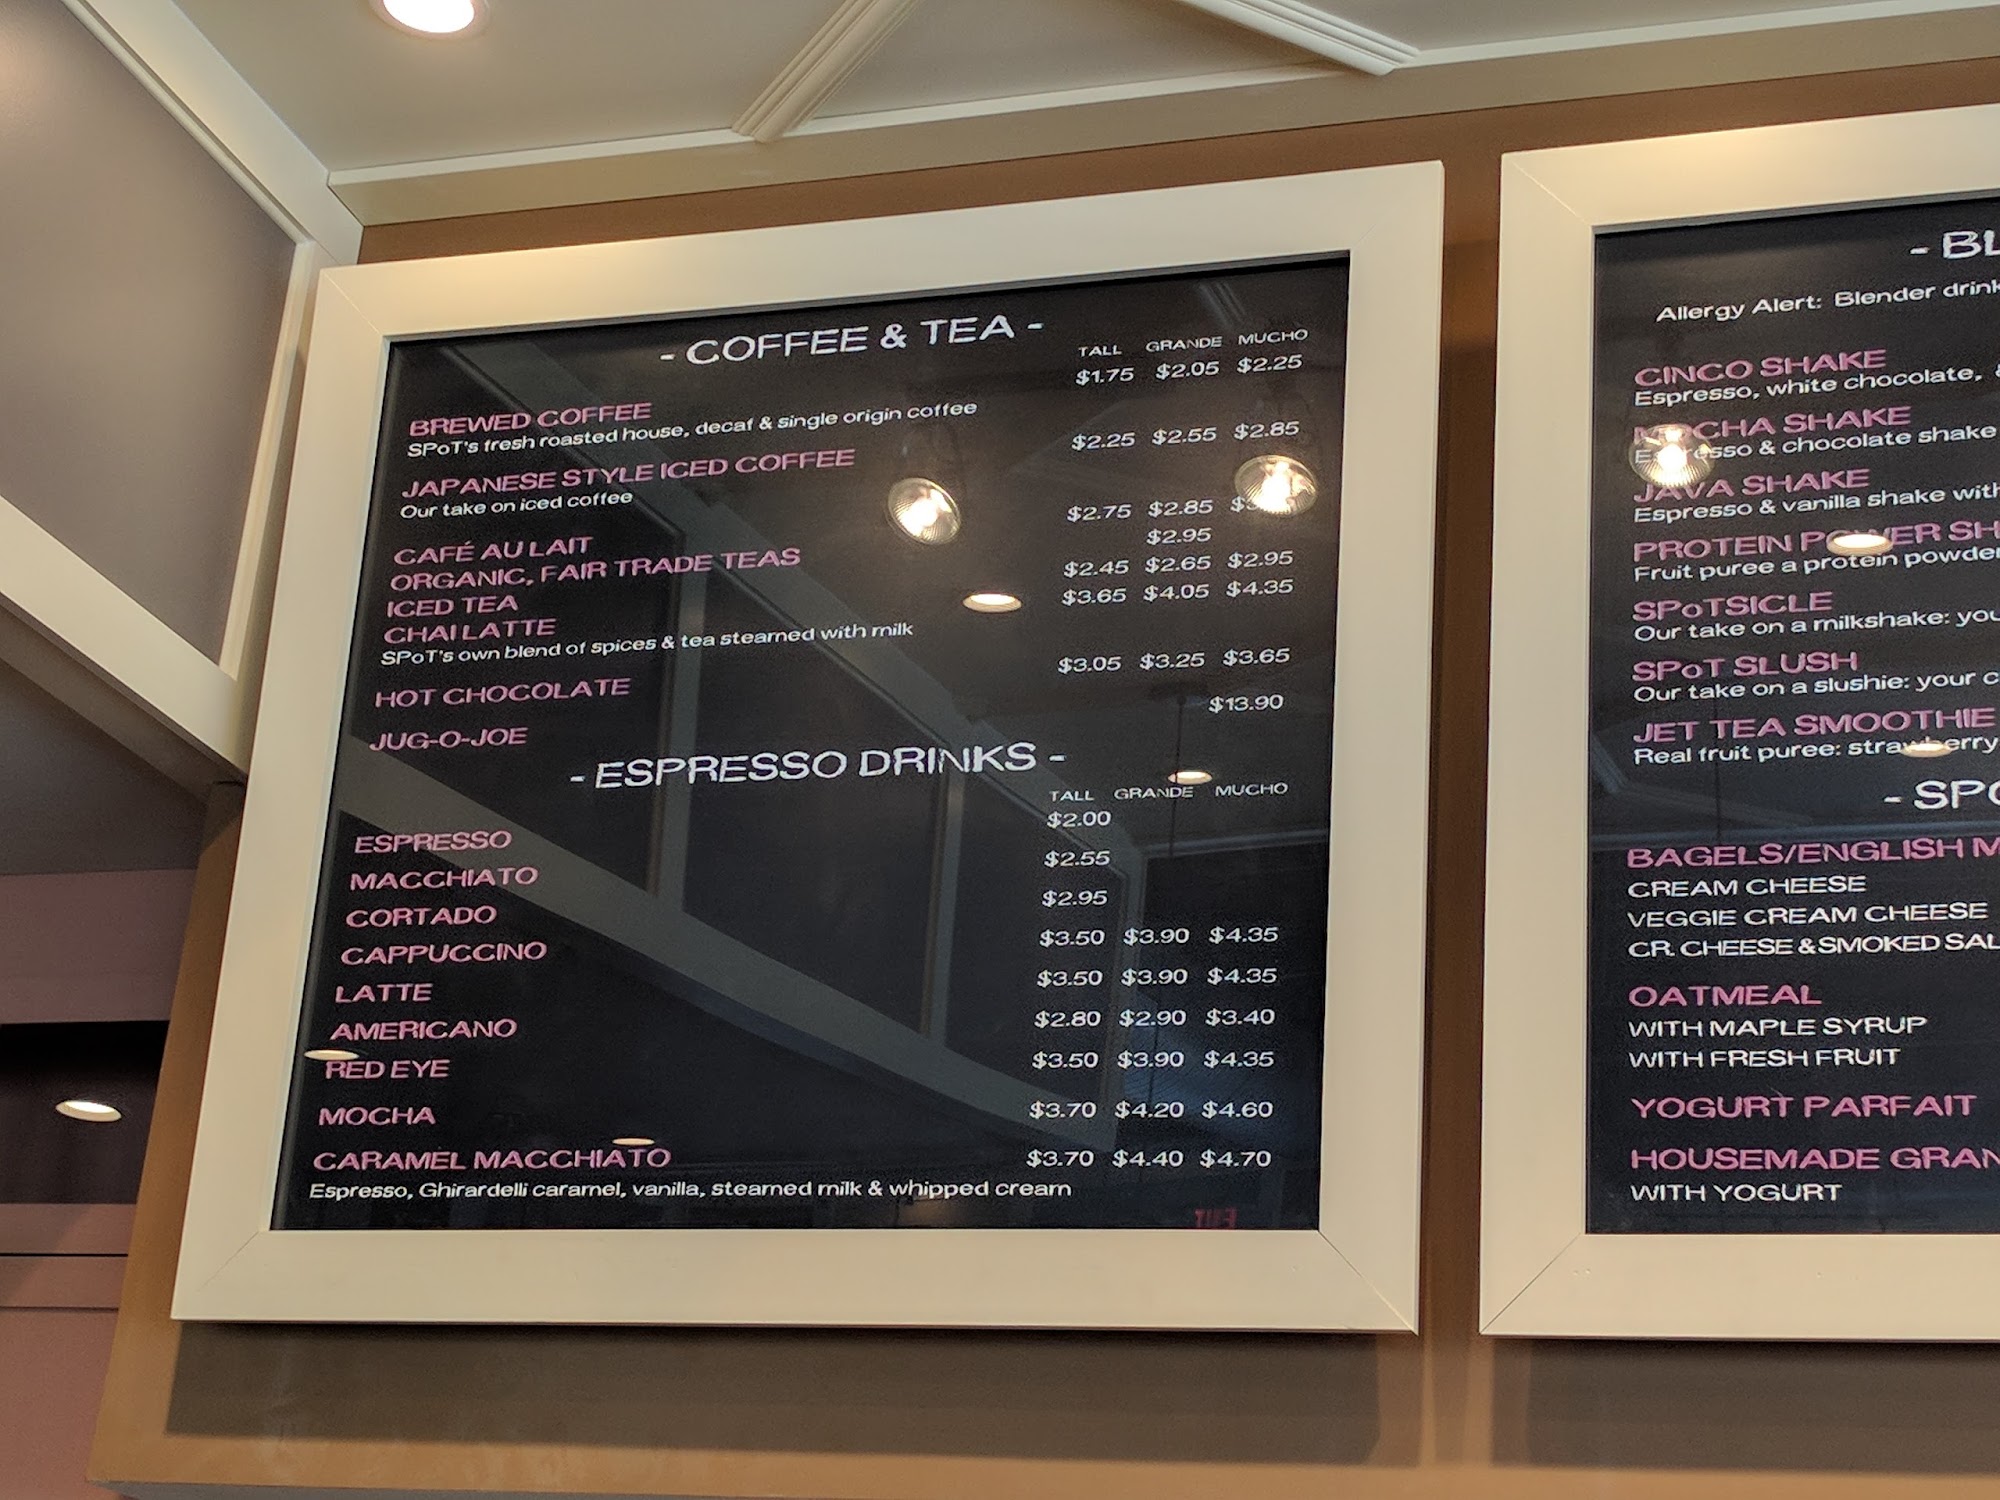 - COFFEE & TEA -
TALL GRANDE MUCHO
$1.75 $2.05 $2.25
BREWED COFFEE
SPoT's fresh roasted house, decaf & single origin coffee
$2.25 $2.55 $2.85
JAPANESE STYLE ICED COFFEE
Our take on iced coffee
$2.75 $2.85
CAFÉ AU LAIT
$2.95
ORGANIC, FAIR TRADE TEAS
$2.45 $2.65 $2.95
ICED TEA
$3.65 $4.05 $4.35
CHAI LATTE
SPoT's own blend of spices & tea steamed with milk
$3.05 $3.25 $3.65
HOT CHOCOLATE
$13.90
JUG-O-JOE
- ESPRESSO DRINKS -
TALL GRANDE MUCHO
ESPRESSO $2.00
MACCHIATO $2.55
CORTADO $2.95
CAPPUCCINO $3.50 $3.90 $4.35
LATTE $3.50 $3.90 $4.35
AMERICANO $2.80 $2.90 $3.40
RED EYE $3.50 $3.90 $4.35
MOCHA $3.70 $4.20 $4.60
CARAMEL MACCHIATO $3.70 $4.40 $4.70
Espresso, Ghirardelli caramel, vanilla, steamed milk & whipped cream
EXIT
- BL
Allergy Alert: Blender drink
CINCO SHAKE
Espresso, white chocolate, &
MOCHA SHAKE
Espresso & chocolate shake
JAVA SHAKE
Espresso & vanilla shake with
PROTEIN POWER SH
Fruit puree a protein powder
SPoTSICLE
Our take on a milkshake: you
SPoT SLUSH
Our take on a slushie: your c
JET TEA SMOOTHIE
Real fruit puree: strawberry
- SPO
BAGELS/ENGLISH M
CREAM CHEESE
VEGGIE CREAM CHEESE
CR. CHEESE & SMOKED SAL
OATMEAL
WITH MAPLE SYRUP
WITH FRESH FRUIT
YOGURT PARFAIT
HOUSEMADE GRAN
WITH YOGURT